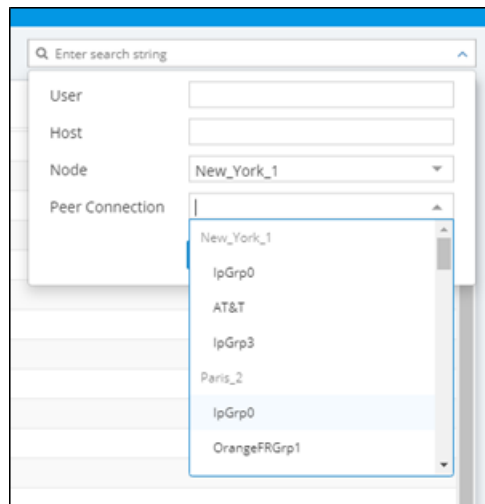 Enter search string
User
Host
Node New_York_1
Peer Connection
New_York_1
IpGrp0
AT&T
IpGrp3
Paris_2
IpGrp0
OrangeFRGrp1